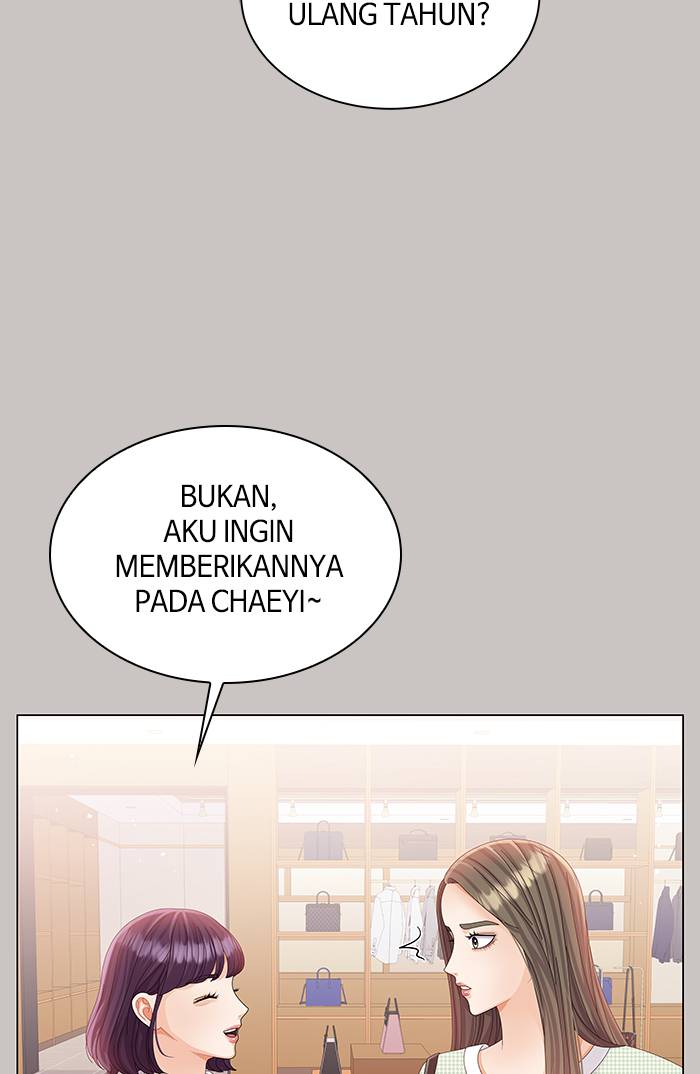 ULANG TAHUN?
BUKAN,
AKU INGIN
MEMBERIKANNYA
PADA CHAEYI~